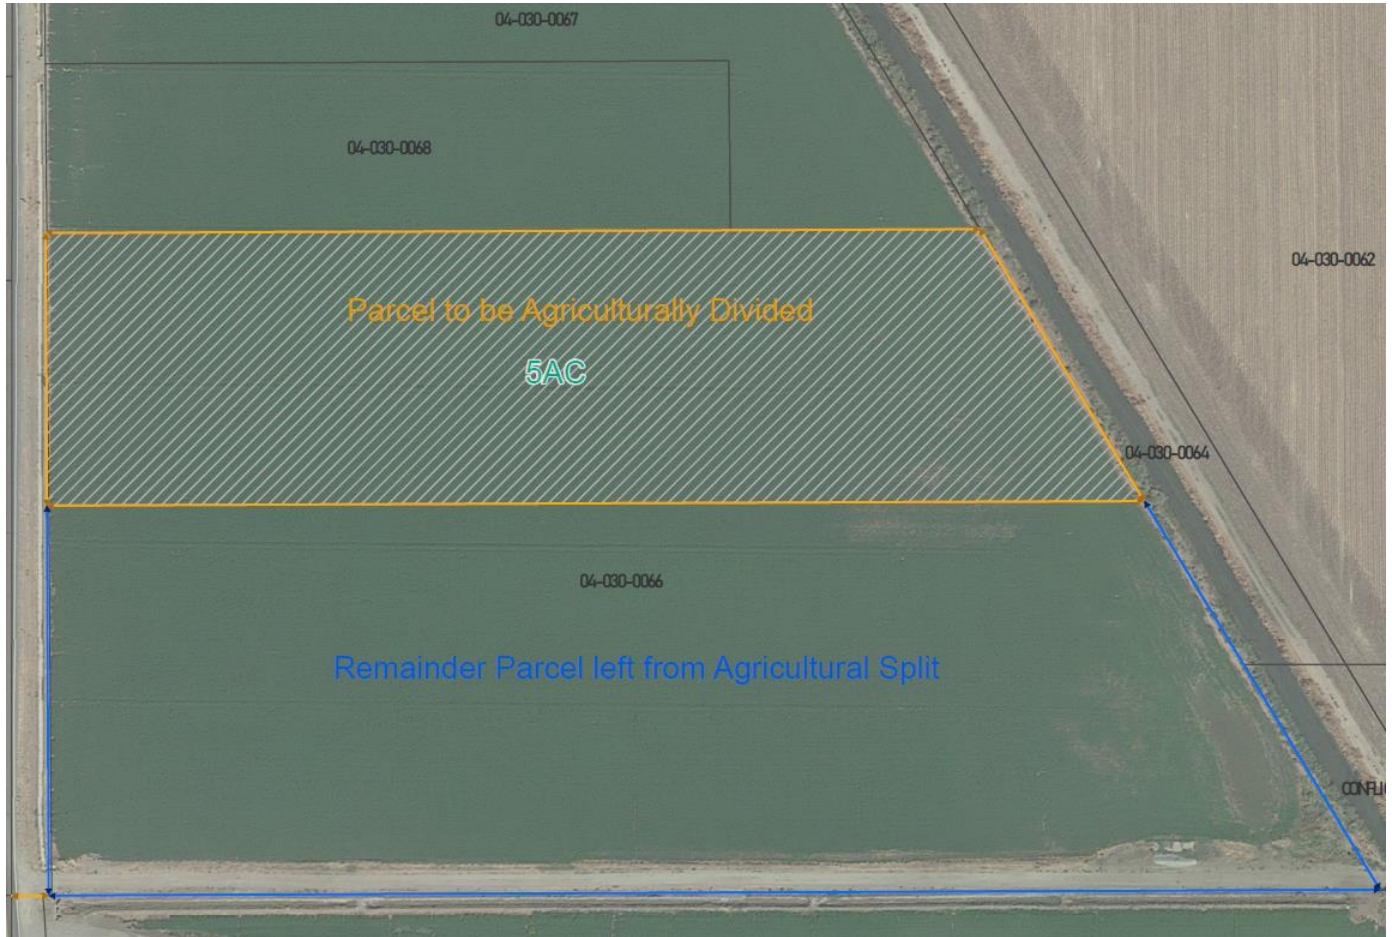 04-030-0067
04-030-0068
04-030-0062
Parcel to be Agriculturally Divided
5AC
04-030-0064
04-030-0066
Remainder Parcel left from Agricultural Split
CONFLI